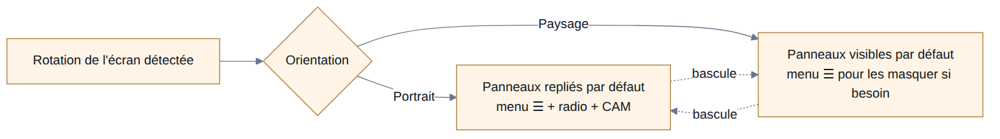 Rotation de l'écran détectée
Orientation
Paysage
Portrait
Panneaux repliés par défaut
menu ☰ + radio + CAM
bascule
bascule
Panneaux visibles par défaut
menu ☰ pour les masquer si
besoin